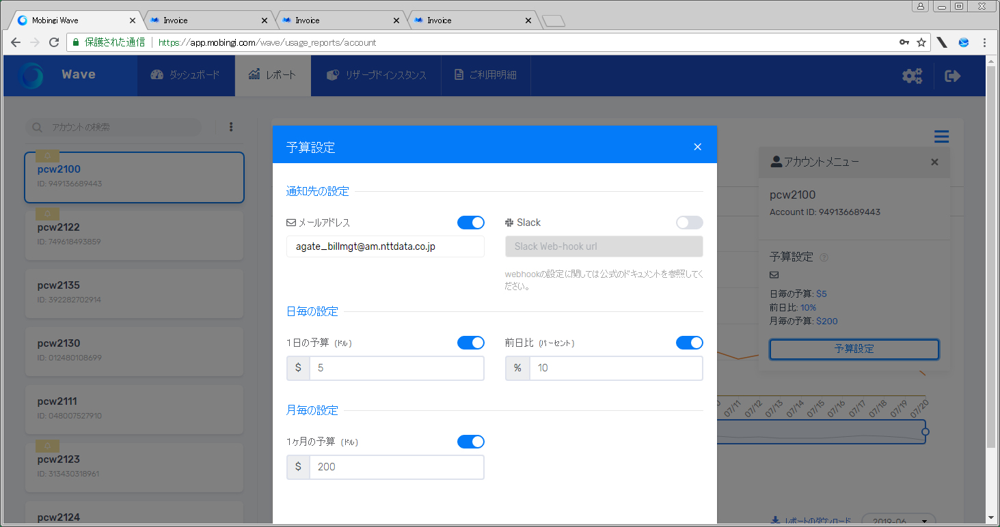 Mobingi Wave
Invoice
Invoice
Invoice
保護された通信
https://app.mobingi.com/wave/usage_reports/account
Wave
ダッシュボード
レポート
リザーブドインスタンス
ご利用明細
アカウントの検索
pcw2100
ID: 949136689443
pcw2122
ID: 749618493859
pcw2135
ID: 392282702914
pcw2130
ID: 012480108699
pcw2111
ID: 048007527910
pcw2123
ID: 313430318961
pcw2124
予算設定
通知先の設定
メールアドレス
agate_billmgt@am.nttdata.co.jp
Slack
Slack Web-hook url
webhookの設定に関しては公式のドキュメントを参照してく
ださい。
日毎の設定
1日の予算 (ドル)
$ 5
前日比 (パーセント)
% 10
月毎の設定
1ヶ月の予算 (ドル)
$ 200
アカウントメニュー
pcw2100
Account ID: 949136689443
予算設定
日毎の予算: $5
前日比: 10%
月毎の予算: $200
予算設定
07/11
07/12
07/13
07/14
07/15
07/16
07/17
07/18
07/19
07/20
レポートのダウンロード
2019-06